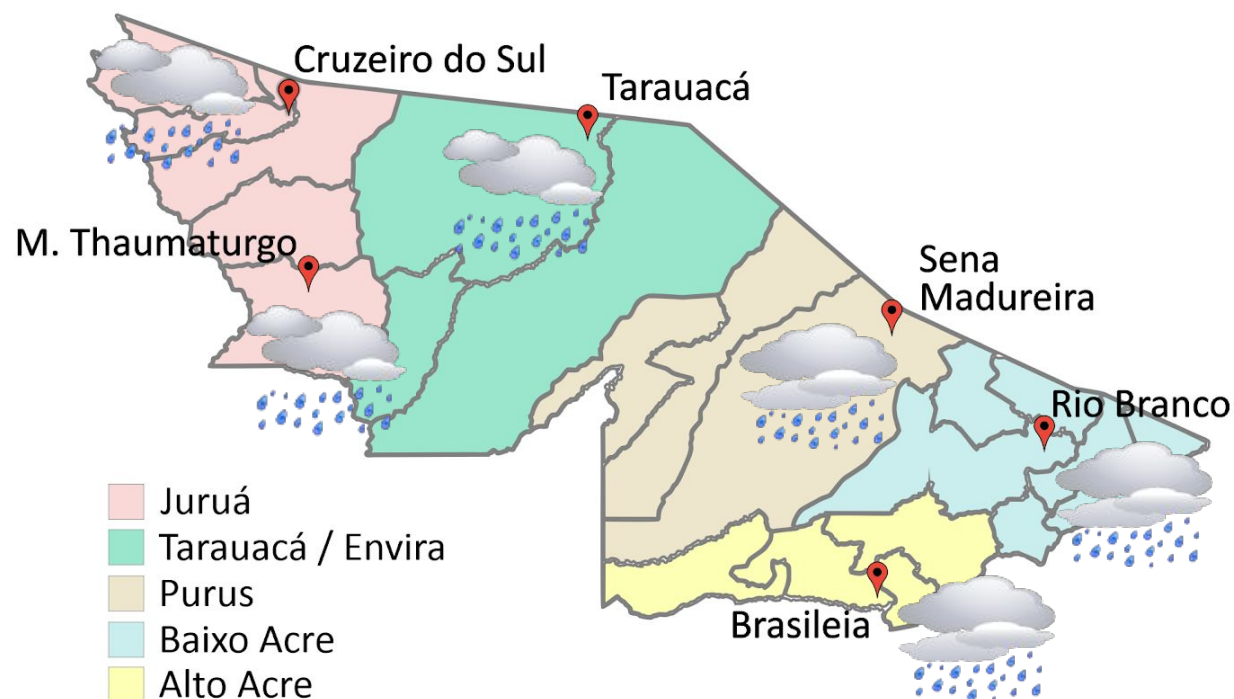 Cruzeiro do Sul
Tarauacá
M. Thaumaturgo
Sena
Madureira
Rio Branco
Brasileia
Juruá
Tarauacá / Envira
Purus
Baixo Acre
Alto Acre